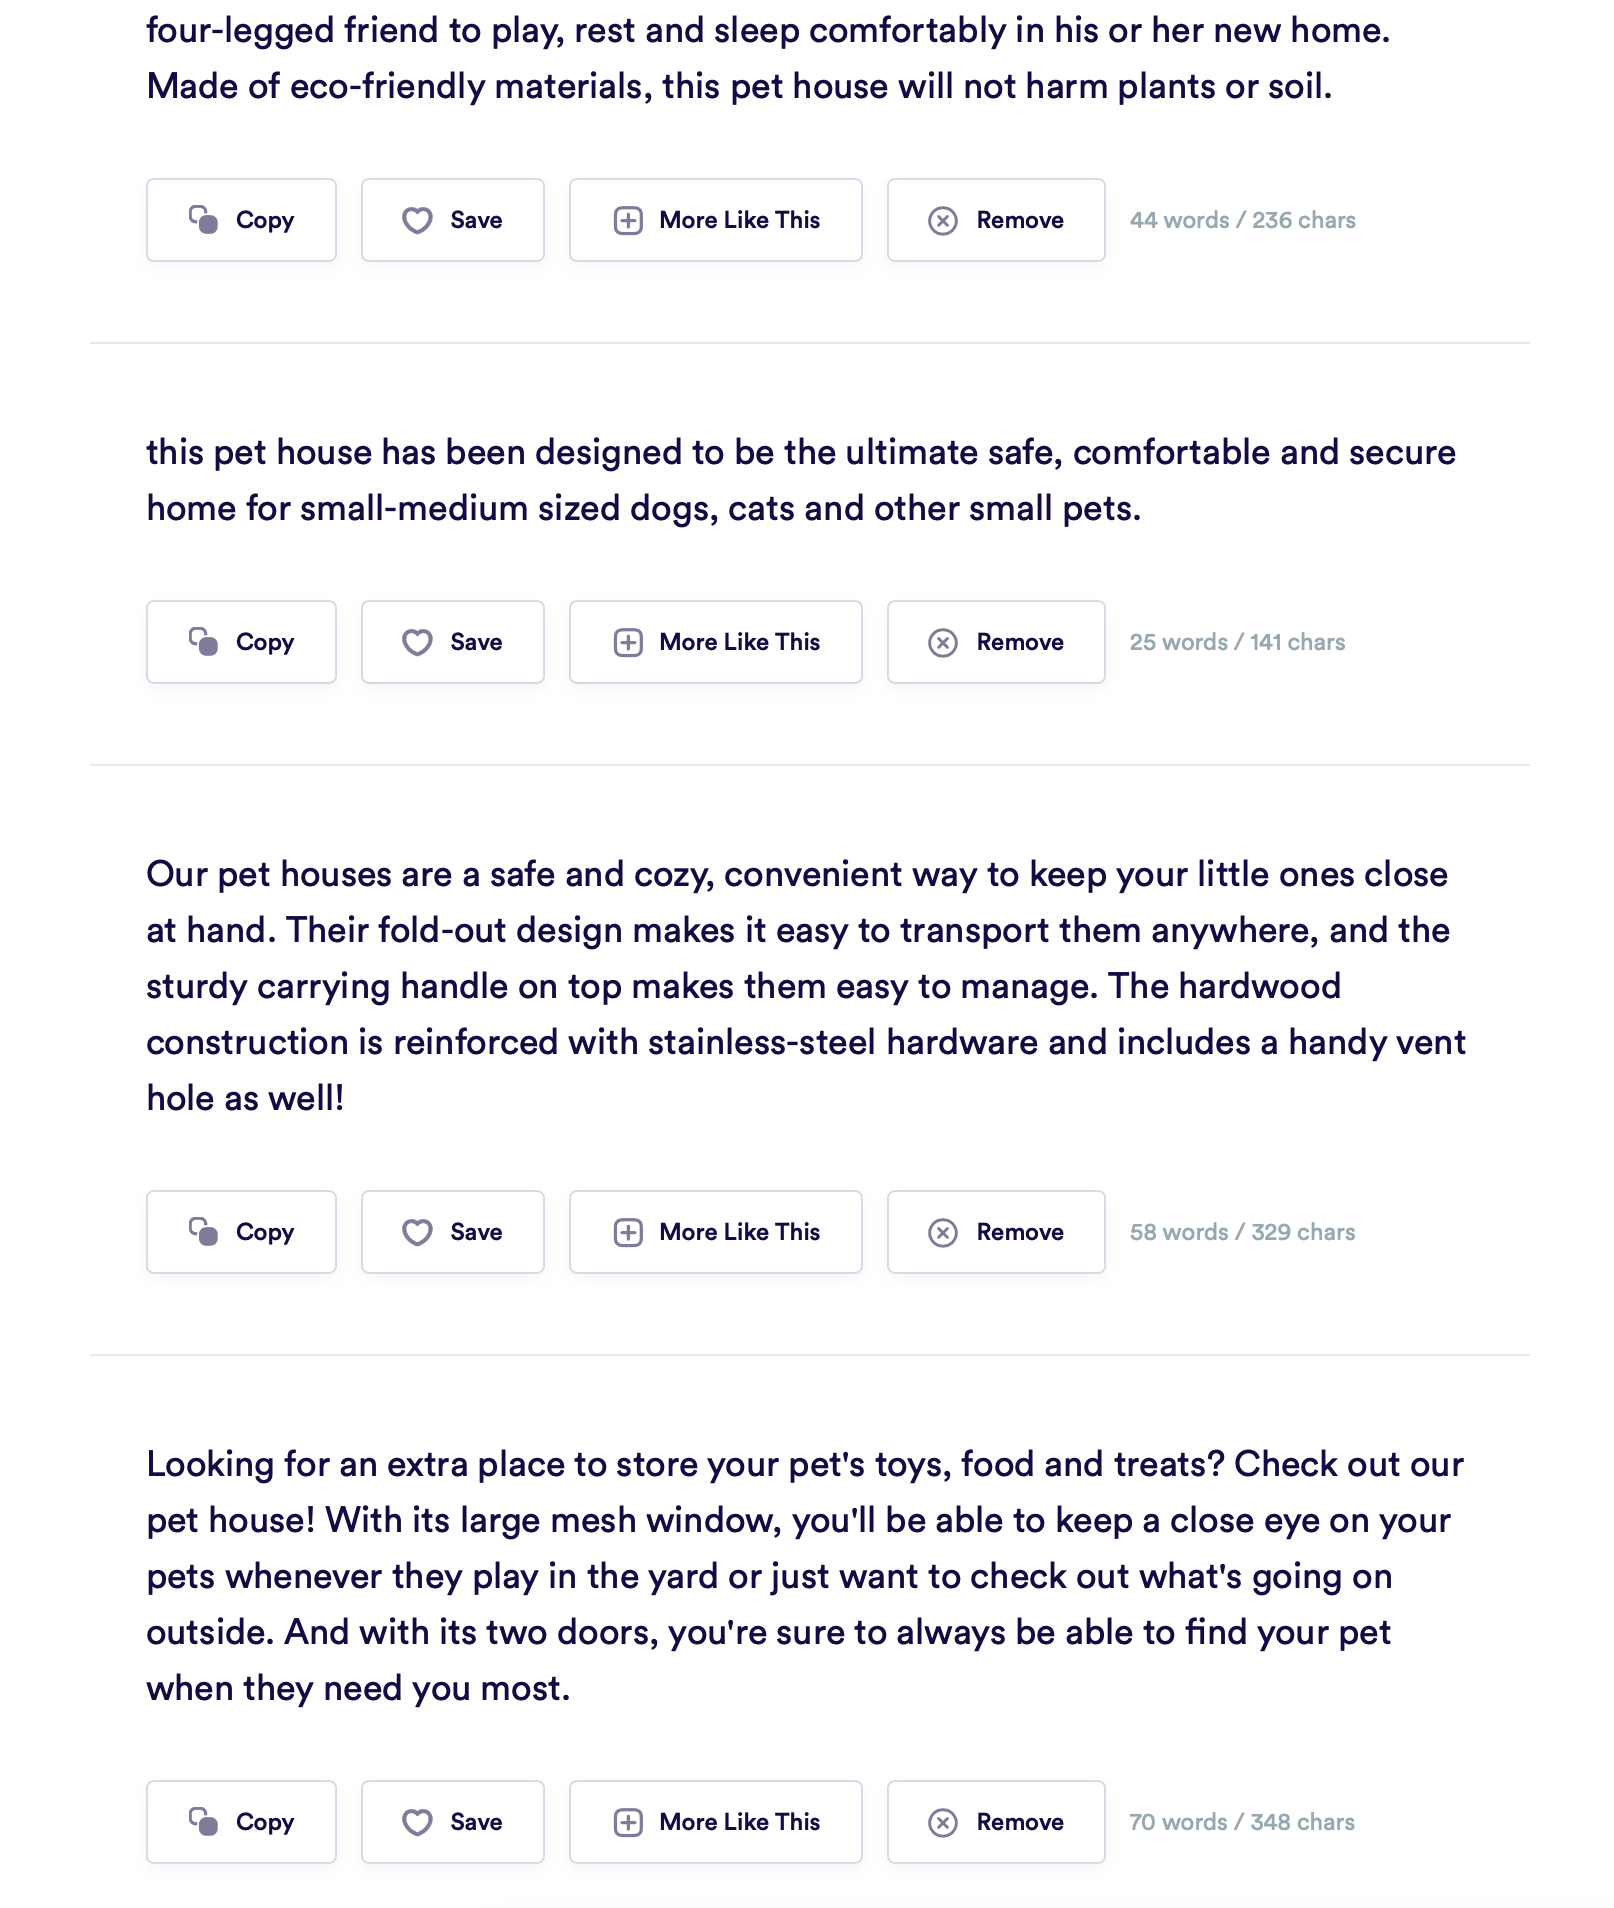 four-legged friend to play, rest and sleep comfortably in his or her new home.
Made of eco-friendly materials, this pet house will not harm plants or soil.
Copy Save More Like This Remove 44 words / 236 chars
this pet house has been designed to be the ultimate safe, comfortable and secure
home for small-medium sized dogs, cats and other small pets.
Copy Save More Like This Remove 25 words / 141 chars
Our pet houses are a safe and cozy, convenient way to keep your little ones close
at hand. Their fold-out design makes it easy to transport them anywhere, and the
sturdy carrying handle on top makes them easy to manage. The hardwood
construction is reinforced with stainless-steel hardware and includes a handy vent
hole as well!
Copy Save More Like This Remove 58 words / 329 chars
Looking for an extra place to store your pet's toys, food and treats? Check out our
pet house! With its large mesh window, you'll be able to keep a close eye on your
pets whenever they play in the yard or just want to check out what's going on
outside. And with its two doors, you're sure to always be able to find your pet
when they need you most.
Copy Save More Like This Remove 70 words / 348 chars